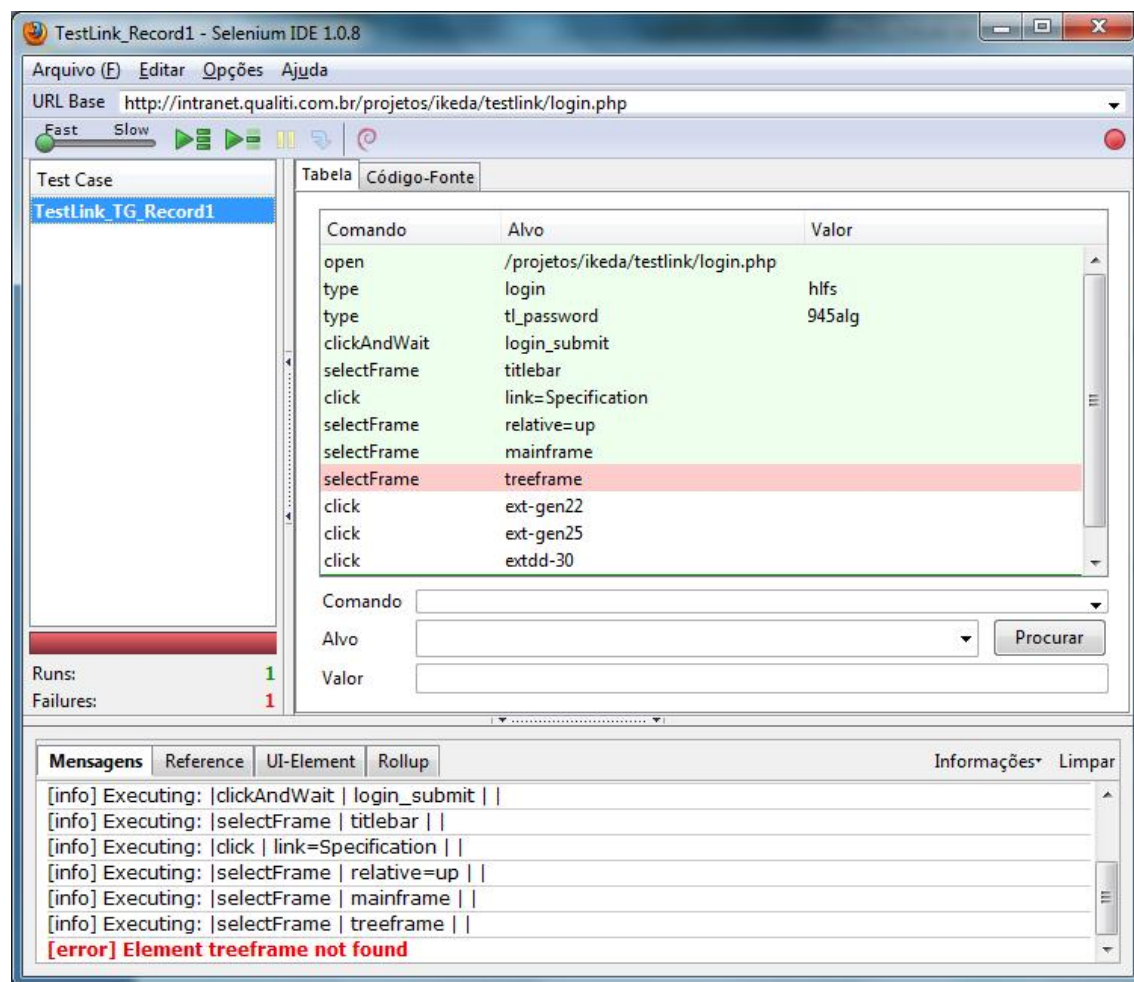 TestLink_Record1 - Selenium IDE 1.0.8
Arquivo (F) Editar Opções Ajuda
URL Base http://intranet.qualiti.com.br/projetos/ikeda/testlink/login.php
Fast Slow
Test Case
TestLink_TG_Record1
Runs: 1
Failures: 1
Tabela Código-Fonte
Comando Alvo Valor
open /projetos/ikeda/testlink/login.php
type login hlfs
type tl_password 945alg
clickAndWait login_submit
selectFrame titlebar
click link=Specification
selectFrame relative=up
selectFrame mainframe
selectFrame treeframe
click ext-gen22
click ext-gen25
click extdd-30
Comando
Alvo Procurar
Valor
Mensagens Reference UI-Element Rollup Informações Limpar
[info] Executing: |clickAndWait | login_submit | |
[info] Executing: |selectFrame | titlebar | |
[info] Executing: |click | link=Specification | |
[info] Executing: |selectFrame | relative=up | |
[info] Executing: |selectFrame | mainframe | |
[info] Executing: |selectFrame | treeframe | |
[error] Element treeframe not found